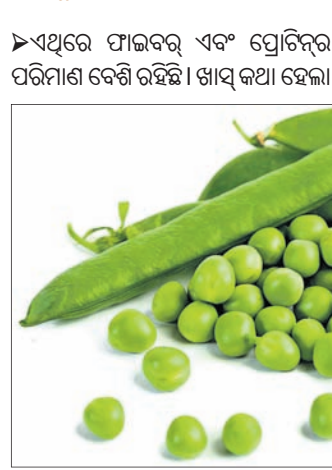 ➢ଏଥିରେ ଫାଇବର୍ ଏବଂ ପ୍ରୋଟିନ୍‌ର
ପରିମାଣ ବେଶି ରହିଛି । ଖାସ୍ କଥା ହେଲା